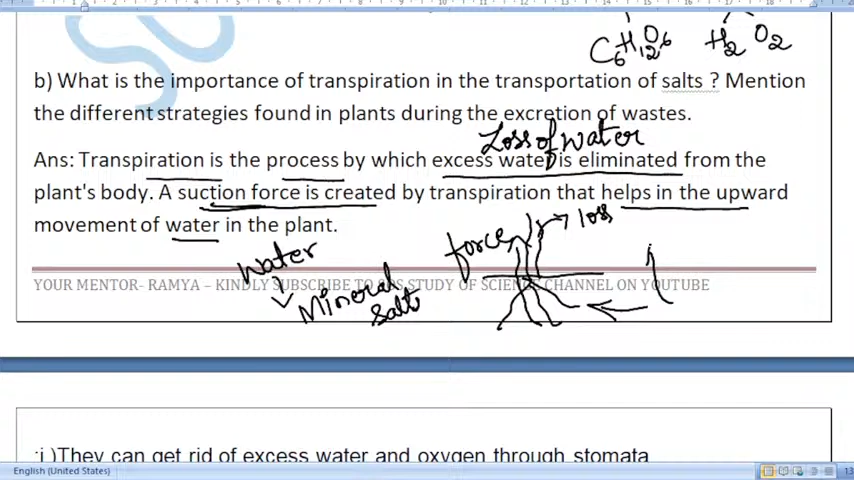 C6H12O6 H2 O2
b) What is the importance of transpiration in the transportation of salts ? Mention
the different strategies found in plants during the excretion of wastes.
Loss of water
Ans: Transpiration is the process by which excess water is eliminated from the
plant's body. A suction force is created by transpiration that helps in the upward
movement of water in the plant.
force loss
water
Mineral
salts
YOUR MENTOR- RAMYA – KINDLY SUBSCRIBE TO STUDY OF SCIENCE CHANNEL ON YOUTUBE
:i )They can get rid of excess water and oxygen through stomata
English (United States)